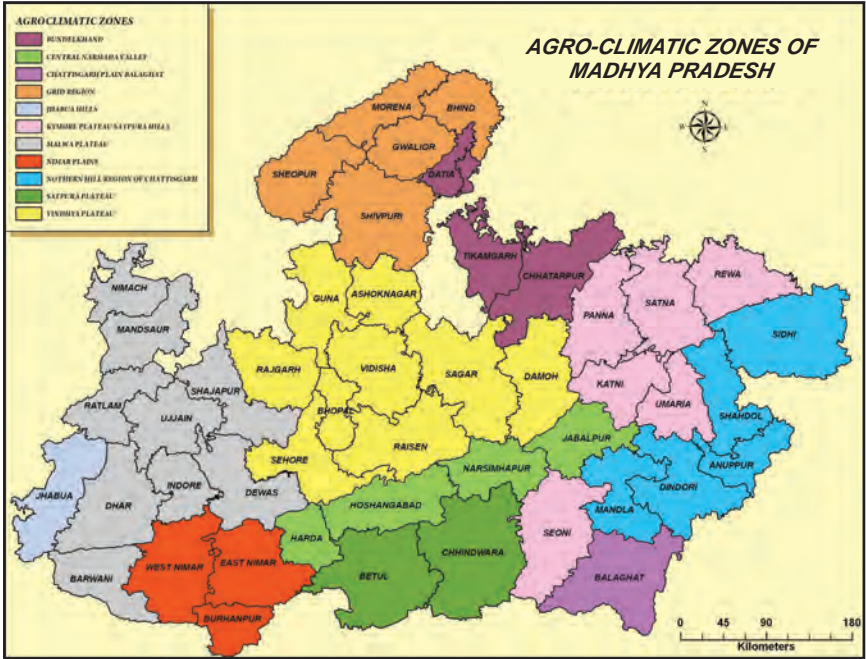 AGROCLIMATIC ZONES
BUNDELKHAND
CENTRAL NARMADA VALLEY
CHATTISGARH PLAIN BALAGHAT
GRID REGION
JHABUA HILLS
KYMORE PLATEAU SATPURA HILLS
MALWA PLATEAU
NIMAR PLAINS
NOTHERN HILL REGION OF CHATTISGARH
SATPURA PLATEAU
VINDHYA PLATEAU
AGRO-CLIMATIC ZONES OF
MADHYA PRADESH
N
W E
S
MORENA
BHIND
GWALIOR
DATIA
SHEOPUR
SHIVPURI
TIKAMGARH
CHHATARPUR
REWA
NIMACH
GUNA
ASHOKNAGAR
PANNA
SATNA
MANDSAUR
SIDHI
RAJGARH
VIDISHA
SAGAR
DAMOH
KATNI
SHAJAPUR
RATLAM
UJJAIN
BHOPAL
UMARIA
SHAHDOL
RAISEN
JABALPUR
SEHORE
NARSIMHAPUR
ANUPPUR
JHABUA
INDORE
DEWAS
DINDORI
DHAR
HOSHANGABAD
MANDLA
HARDA
SEONI
WEST NIMAR
EAST NIMAR
CHHINDWARA
BARWANI
BETUL
BALAGHAT
BURHANPUR
0 45 90 180
Kilometers